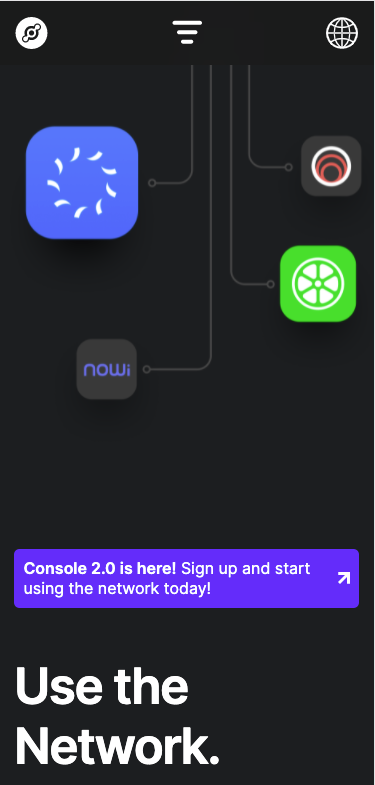 nowi
Console 2.0 is here! Sign up and start
using the network today!
Use the
Network.